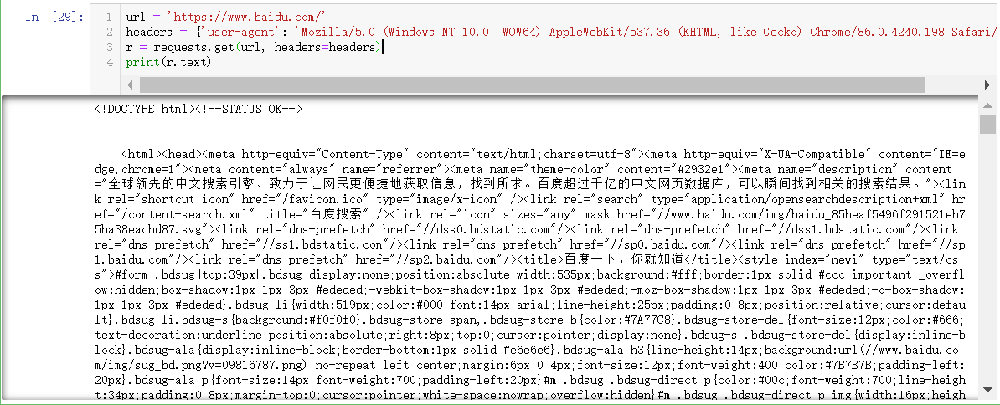 In [29]:
1 url = 'https://www.baidu.com/'
2 headers = {'user-agent': 'Mozilla/5.0 (Windows NT 10.0; WOW64) AppleWebKit/537.36 (KHTML, like Gecko) Chrome/86.0.4240.198 Safari/
3 r = requests.get(url, headers=headers)
4 print(r.text)
<!DOCTYPE html><!--STATUS OK-->
<html><head><meta http-equiv="Content-Type" content="text/html;charset=utf-8"><meta http-equiv="X-UA-Compatible" content="IE=e
dge,chrome=1"><meta content="always" name="referrer"><meta name="theme-color" content="#2932e1"><meta name="description" content
="全球领先的中文搜索引擎、致力于让网民更便捷地获取信息，找到所求。百度超过千亿的中文网页数据库，可以瞬间找到相关的搜索结果。"><lin
k rel="shortcut icon" href="/favicon.ico" type="image/x-icon" /><link rel="search" type="application/opensearchdescription+xml" hr
ef="/content-search.xml" title="百度搜索" /><link rel="icon" sizes="any" mask href="//www.baidu.com/img/baidu_85beaf5496f291521eb7
5ba38eacbd87.svg"><link rel="dns-prefetch" href="//dss0.bdstatic.com"/><link rel="dns-prefetch" href="//dss1.bdstatic.com"/><link
rel="dns-prefetch" href="//ss1.bdstatic.com"/><link rel="dns-prefetch" href="//sp0.baidu.com"/><link rel="dns-prefetch" href="//sp
1.baidu.com"/><link rel="dns-prefetch" href="//sp2.baidu.com"/><title>百度一下，你就知道</title><style index="newi" type="text/cs
s">#form .bdsug{top:39px}.bdsug{display:none;position:absolute;width:535px;background:#fff;border:1px solid #ccc!important;_overfl
ow:hidden;box-shadow:1px 1px 3px #ededed;-webkit-box-shadow:1px 1px 3px #ededed;-moz-box-shadow:1px 1px 3px #ededed;-o-box-shadow:
1px 1px 3px #ededed}.bdsug li{width:519px;color:#000;font:14px arial;line-height:25px;padding:0 8px;position:relative;cursor:defau
lt}.bdsug li.bdsug-s{background:#f0f0f0}.bdsug-store span,.bdsug-store b{color:#7A77C8}.bdsug-store-del{font-size:12px;color:#666;
text-decoration:underline;position:absolute;right:8px;top:0;cursor:pointer;display:none}.bdsug-s .bdsug-store-del{display:inline-b
lock}.bdsug-ala{display:inline-block;border-bottom:1px solid #e6e6e6}.bdsug-ala h3{line-height:14px;background:url(//www.baidu.co
m/img/sug_bd.png?v=09816787.png) no-repeat left center;margin:6px 0 4px;font-size:12px;font-weight:400;color:#7B7B7B;padding-left:
20px}.bdsug-ala p{font-size:14px;font-weight:700;padding-left:20px}#m .bdsug .bdsug-direct p{color:#00c;font-weight:700;line-heigh
t:34px;padding:0 8px;margin-top:0;cursor:pointer;white-space:nowrap;overflow:hidden}#m .bdsug .bdsug-direct p img{width:16px;heigh